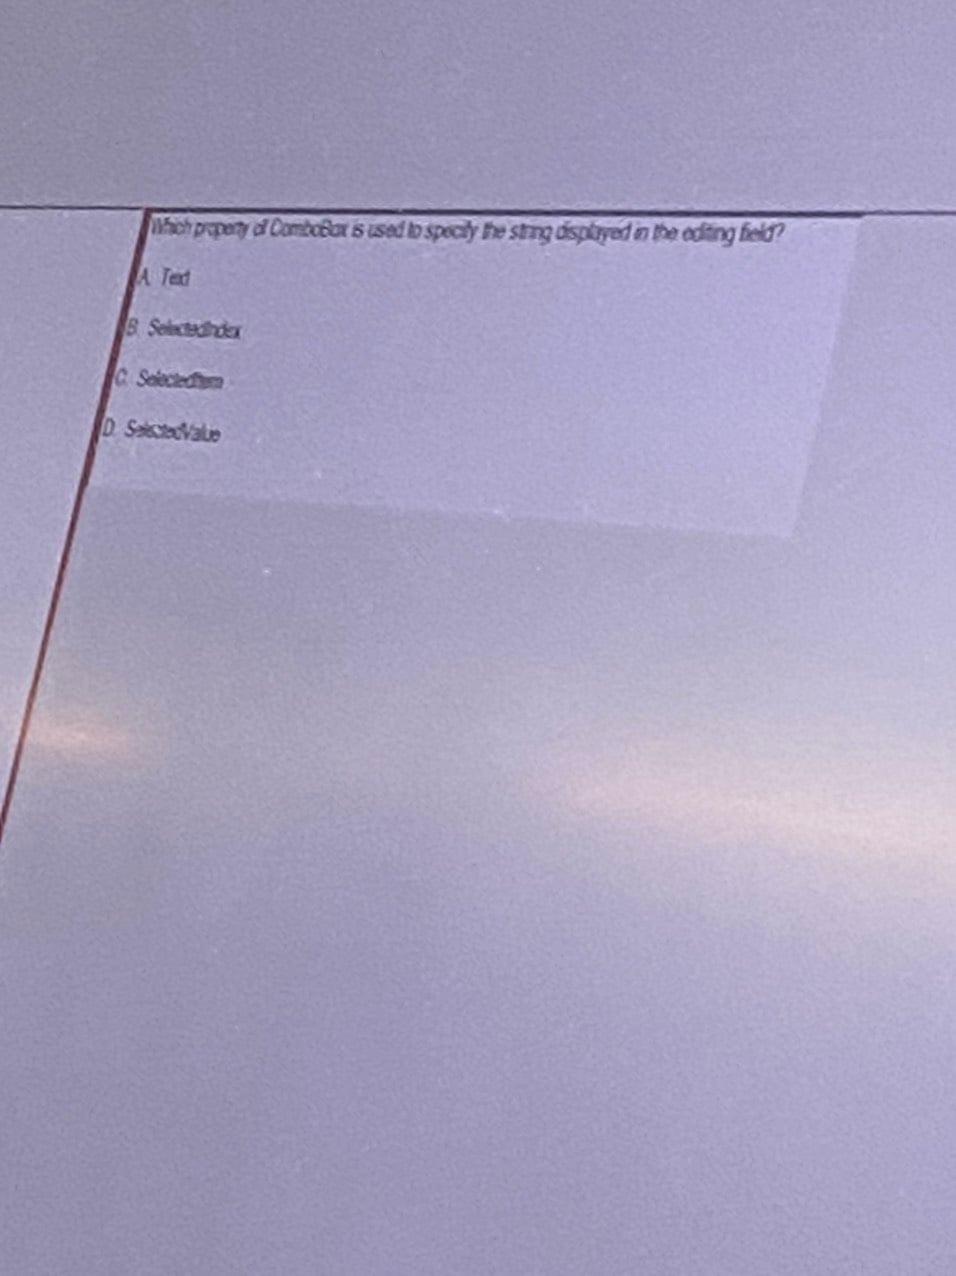 Which property of ComboBox is used to specify the string displayed in the editing field?
A. Text
B. SelectedIndex
C. SelectedItem
D. SelectedValue